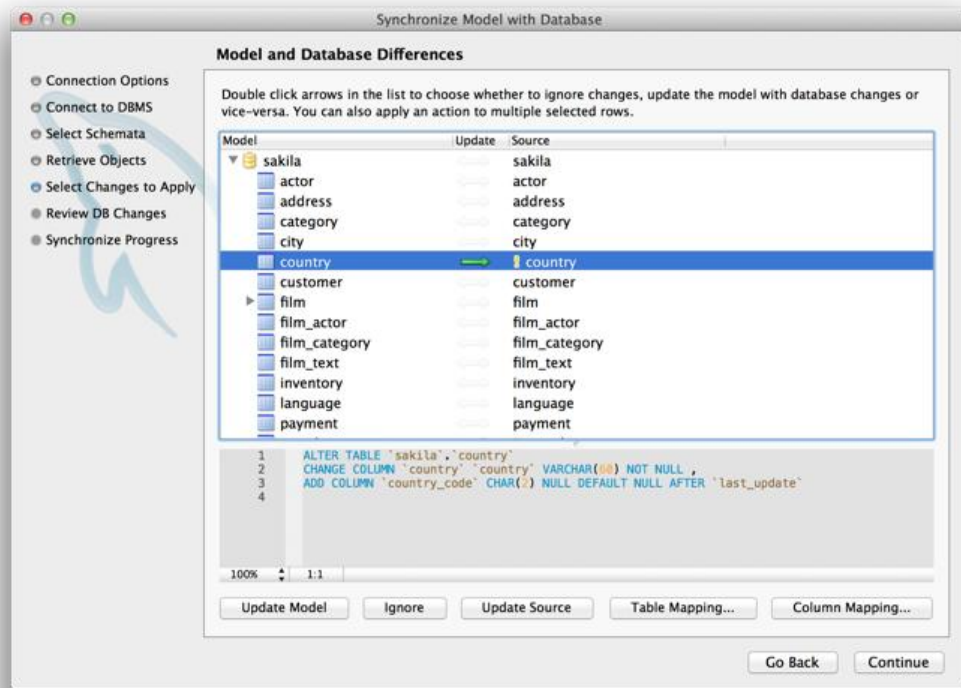 Synchronize Model with Database
Model and Database Differences
Connection Options
Connect to DBMS
Select Schemata
Retrieve Objects
Select Changes to Apply
Review DB Changes
Synchronize Progress
Double click arrows in the list to choose whether to ignore changes, update the model with database changes or
vice-versa. You can also apply an action to multiple selected rows.
Model Update Source
sakila sakila
actor actor
address address
category category
city city
country country
customer customer
film film
film_actor film_actor
film_category film_category
film_text film_text
inventory inventory
language language
payment payment
1 ALTER TABLE `sakila`.`country`
2 CHANGE COLUMN `country` `country` VARCHAR(60) NOT NULL ,
3 ADD COLUMN `country_code` CHAR(2) NULL DEFAULT NULL AFTER `last_update`
4
100% 1:1
Update Model Ignore Update Source Table Mapping... Column Mapping...
Go Back Continue